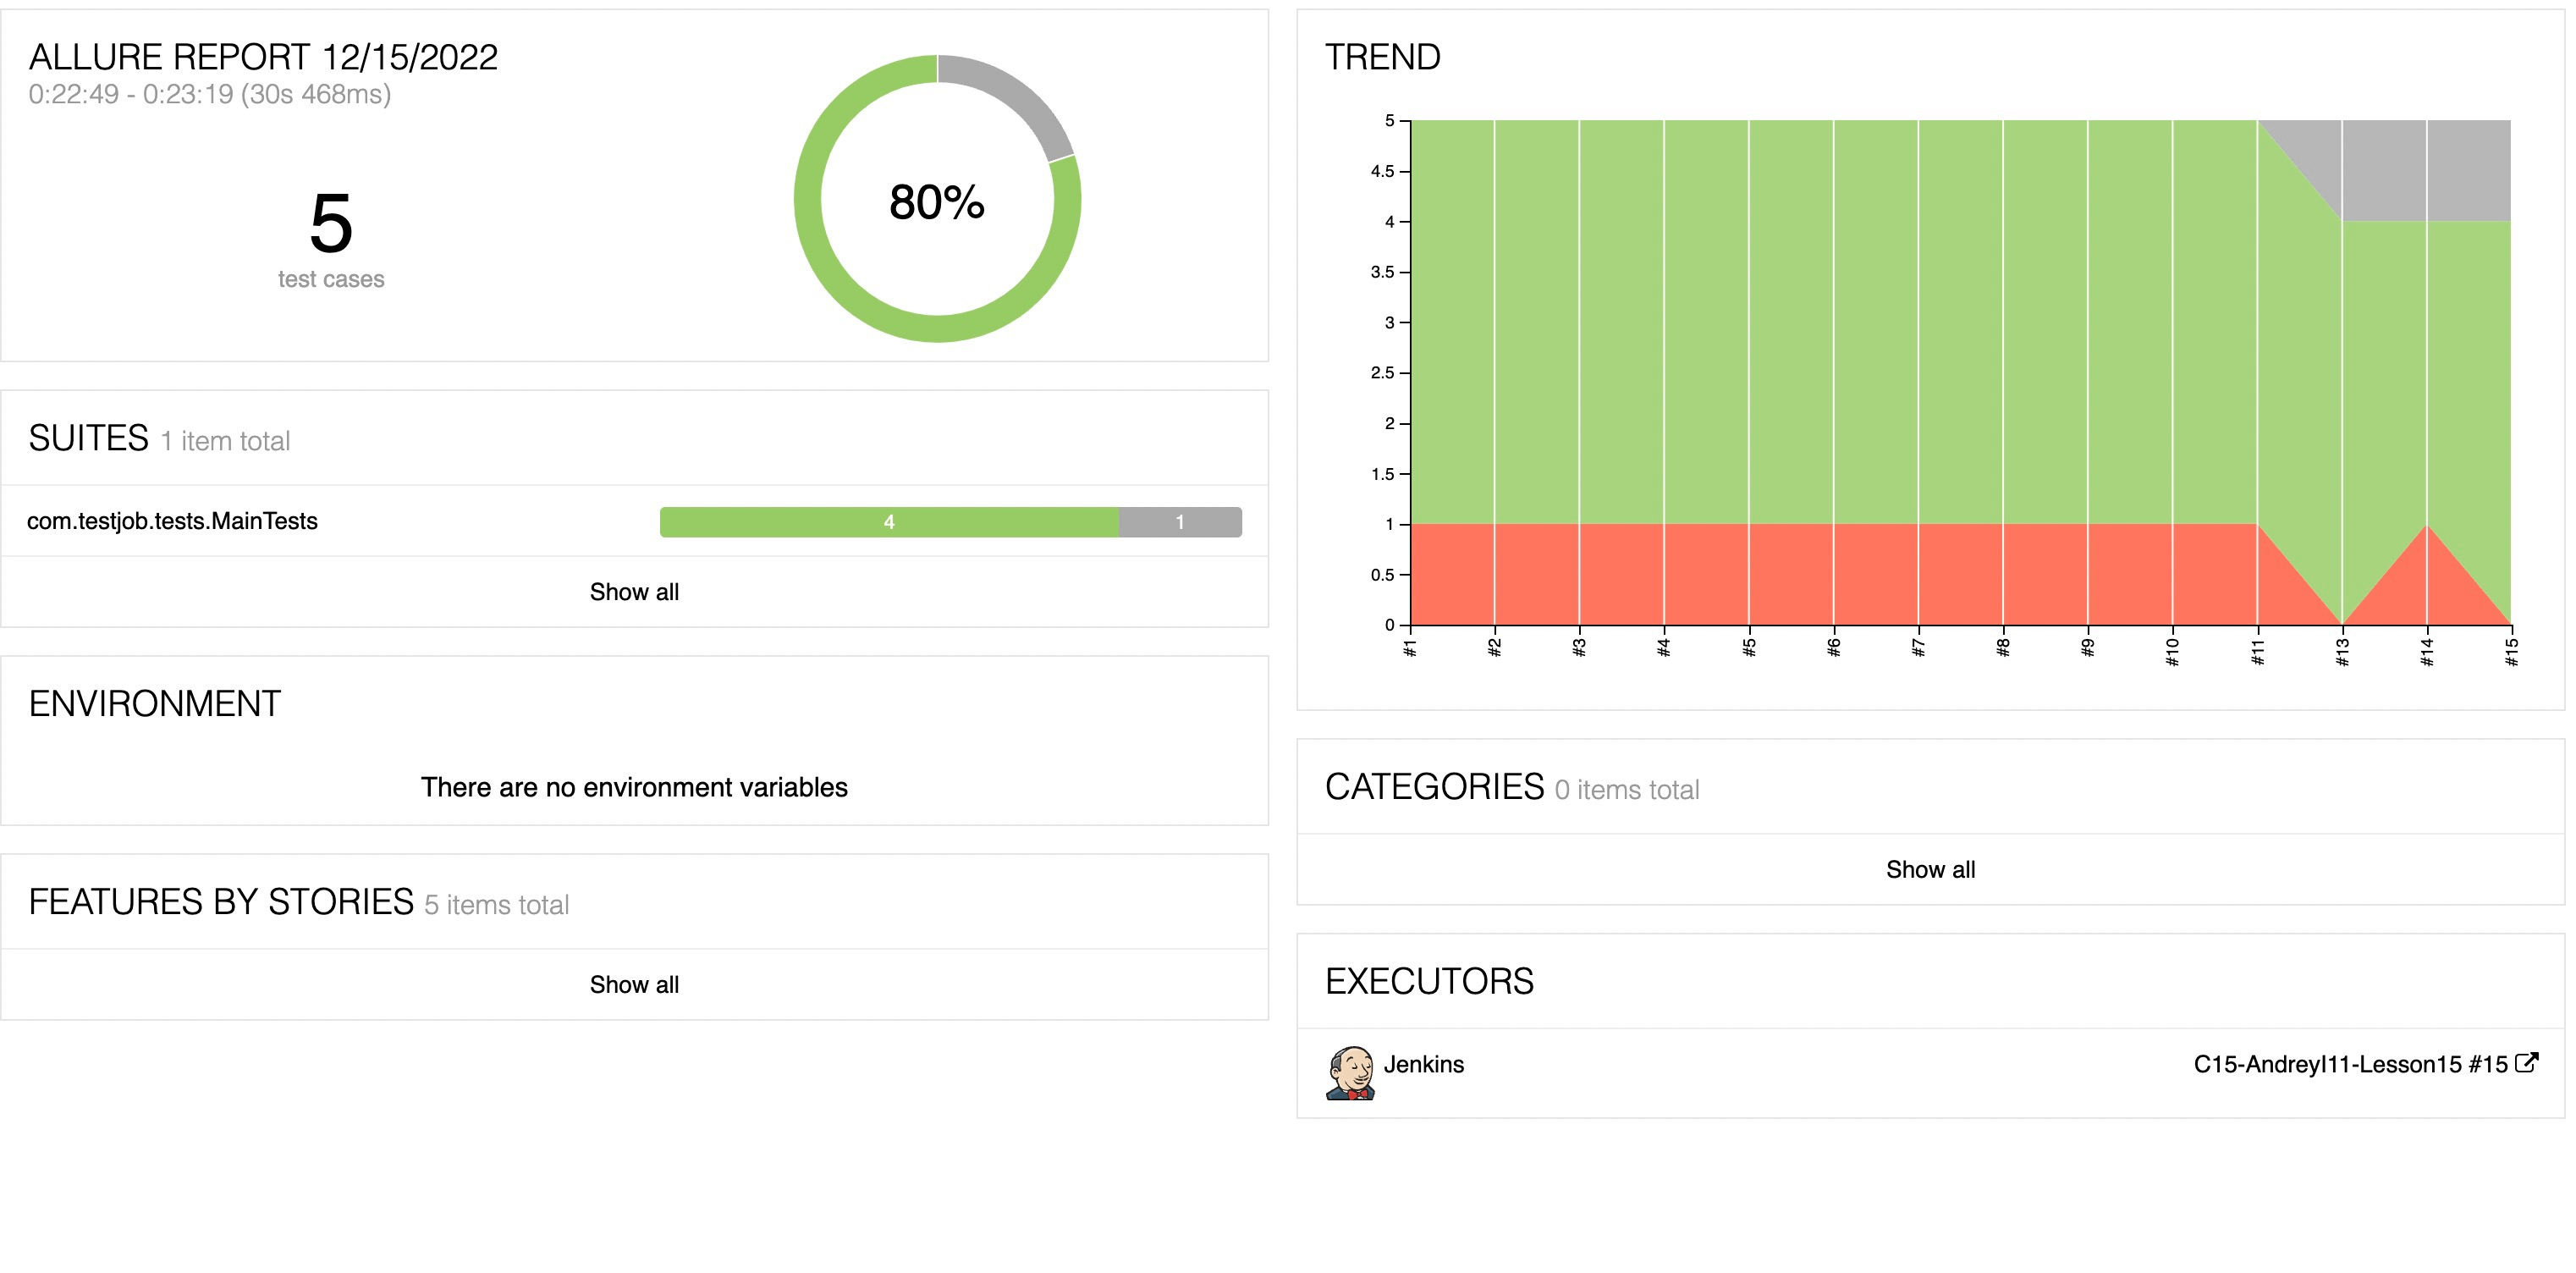 ALLURE REPORT 12/15/2022
0:22:49 - 0:23:19 (30s 468ms)
5
test cases
80%
SUITES 1 item total
com.testjob.tests.MainTests 4 1
Show all
ENVIRONMENT
There are no environment variables
FEATURES BY STORIES 5 items total
Show all
TREND
5
4.5
4
3.5
3
2.5
2
1.5
1
0.5
0
#1 #2 #3 #4 #5 #6 #7 #8 #9 #10 #11 #13 #14 #15
CATEGORIES 0 items total
Show all
EXECUTORS
Jenkins C15-AndreyI11-Lesson15 #15